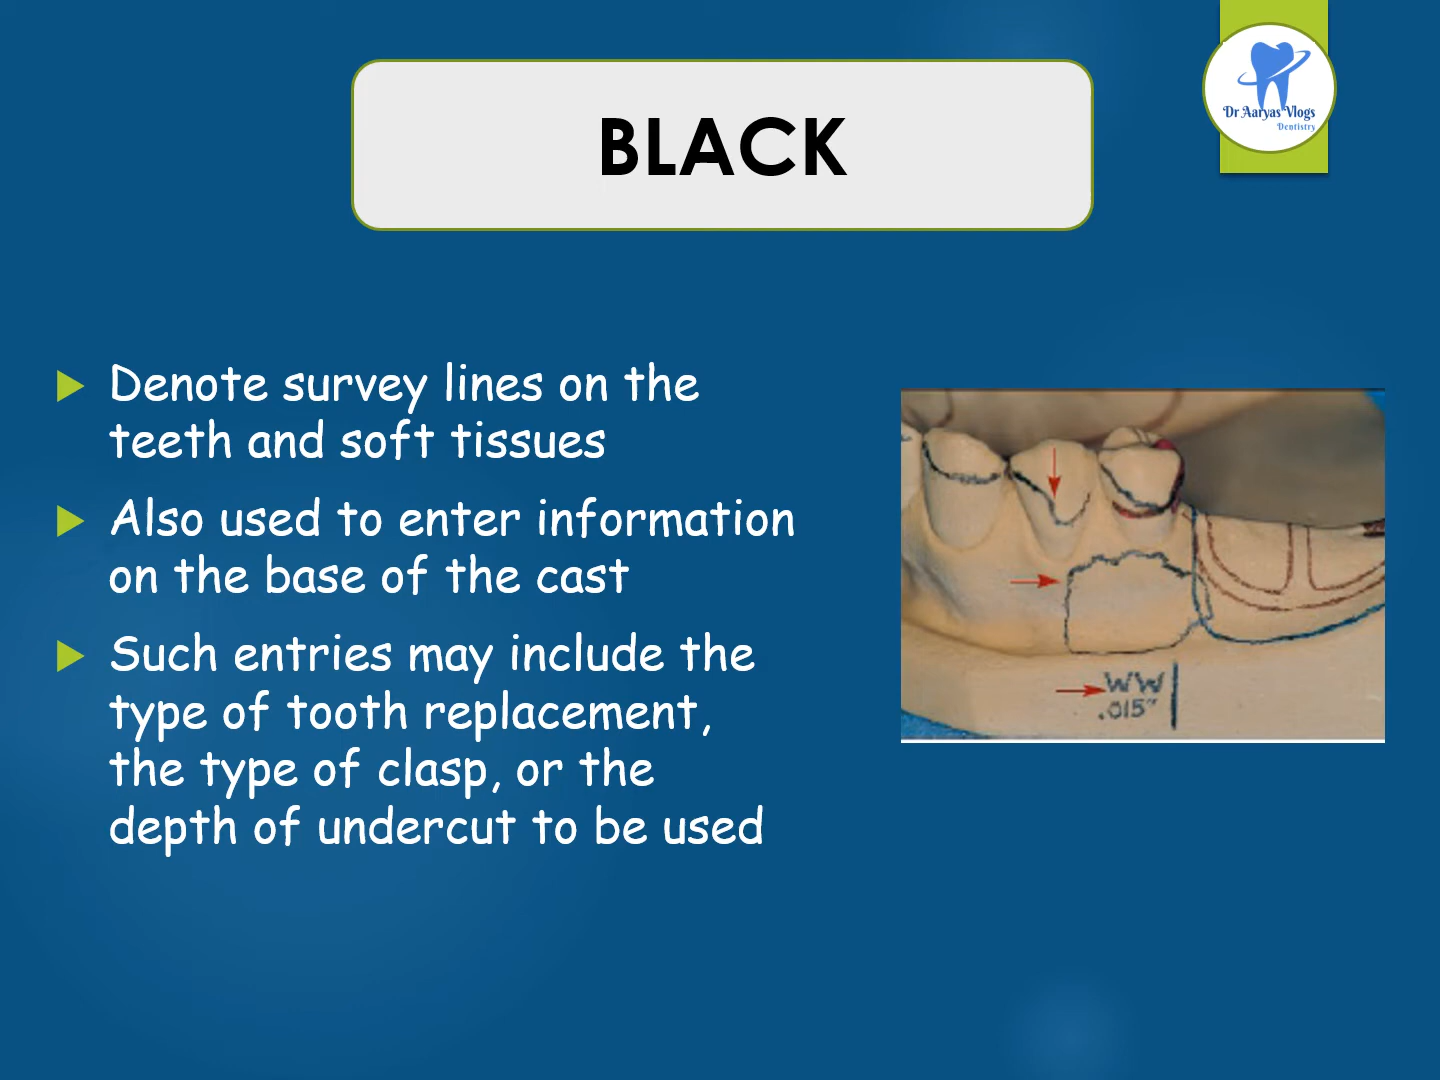 BLACK
Dr Aaryas Vlogs
Dentistry
Denote survey lines on the
teeth and soft tissues
Also used to enter information
on the base of the cast
Such entries may include the
type of tooth replacement,
the type of clasp, or the
depth of undercut to be used
WW
.015"